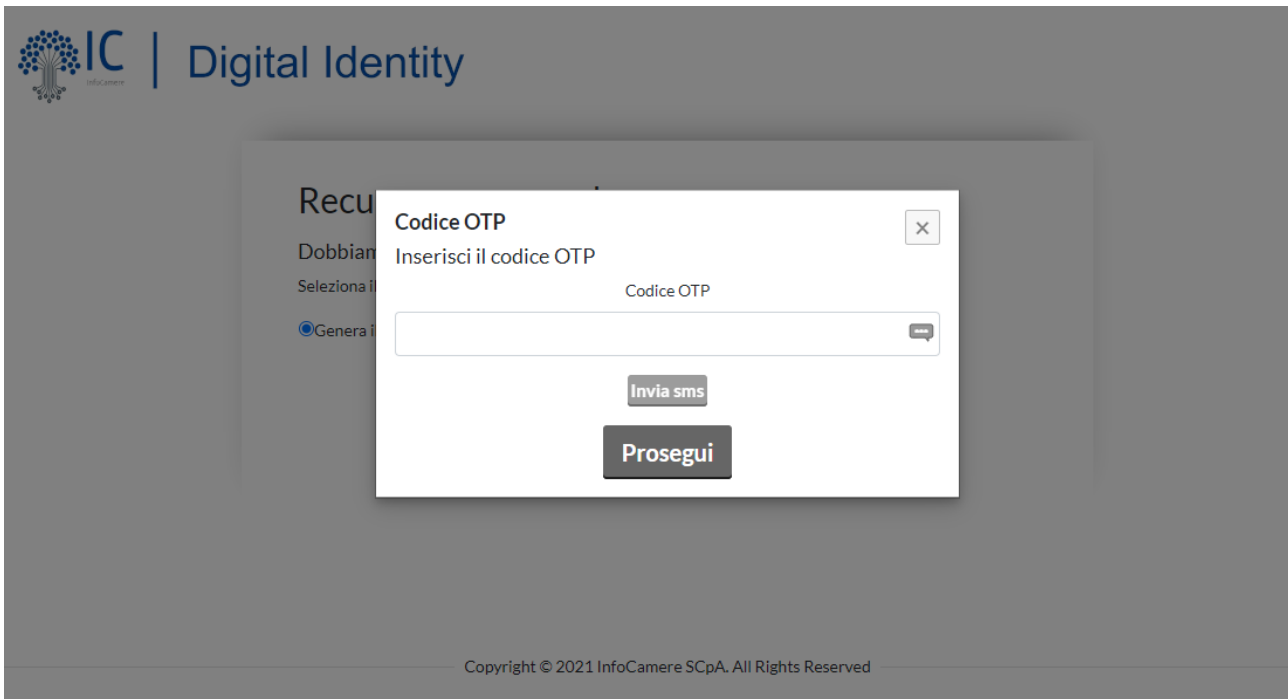 IC
InfoCamere
Digital Identity
Recu
Codice OTP
Dobbiam
Inserisci il codice OTP
Seleziona il
Codice OTP
Genera i
Invia sms
Prosegui
Copyright © 2021 InfoCamere SCpA. All Rights Reserved